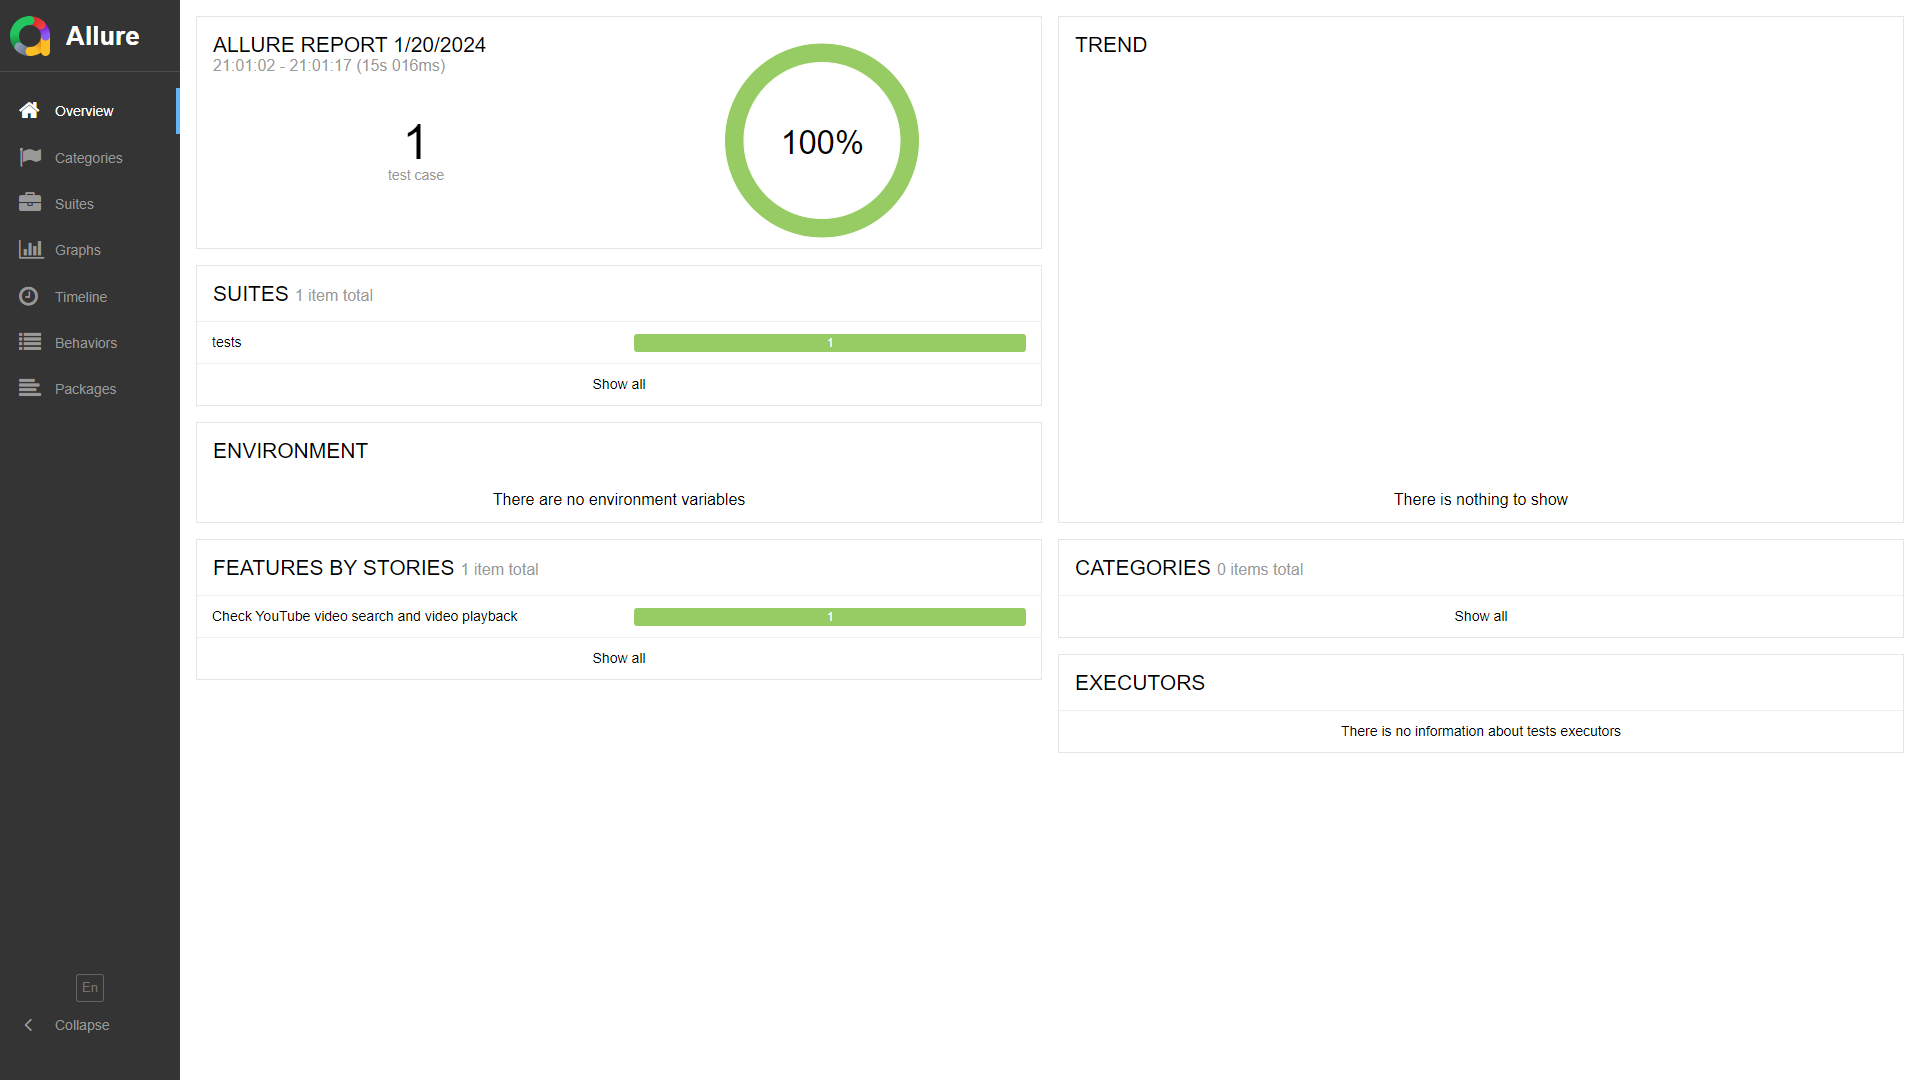 Allure
Overview
Categories
Suites
Graphs
Timeline
Behaviors
Packages
En
Collapse
ALLURE REPORT 1/20/2024
21:01:02 - 21:01:17 (15s 016ms)
1
test case
100%
SUITES 1 item total
tests 1
Show all
ENVIRONMENT
There are no environment variables
FEATURES BY STORIES 1 item total
Check YouTube video search and video playback 1
Show all
TREND
There is nothing to show
CATEGORIES 0 items total
Show all
EXECUTORS
There is no information about tests executors